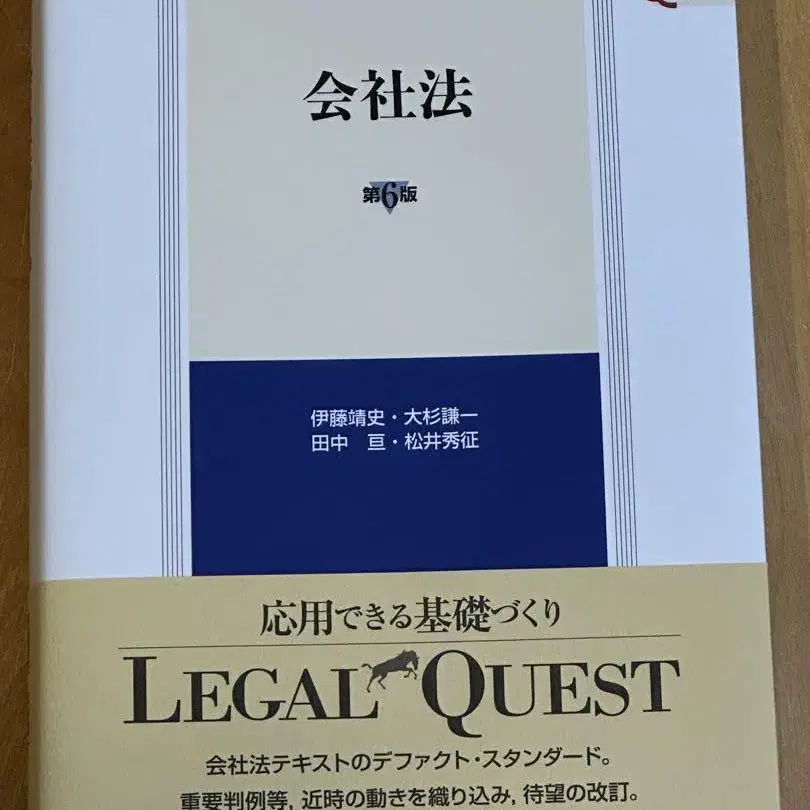 会社法
第6版
伊藤靖史・大杉謙一
田中 亘・松井秀征
応用できる基礎づくり
LEGAL QUEST
会社法テキストのデファクト・スタンダード。
重要判例等,近時の動きを織り込み,待望の改訂。